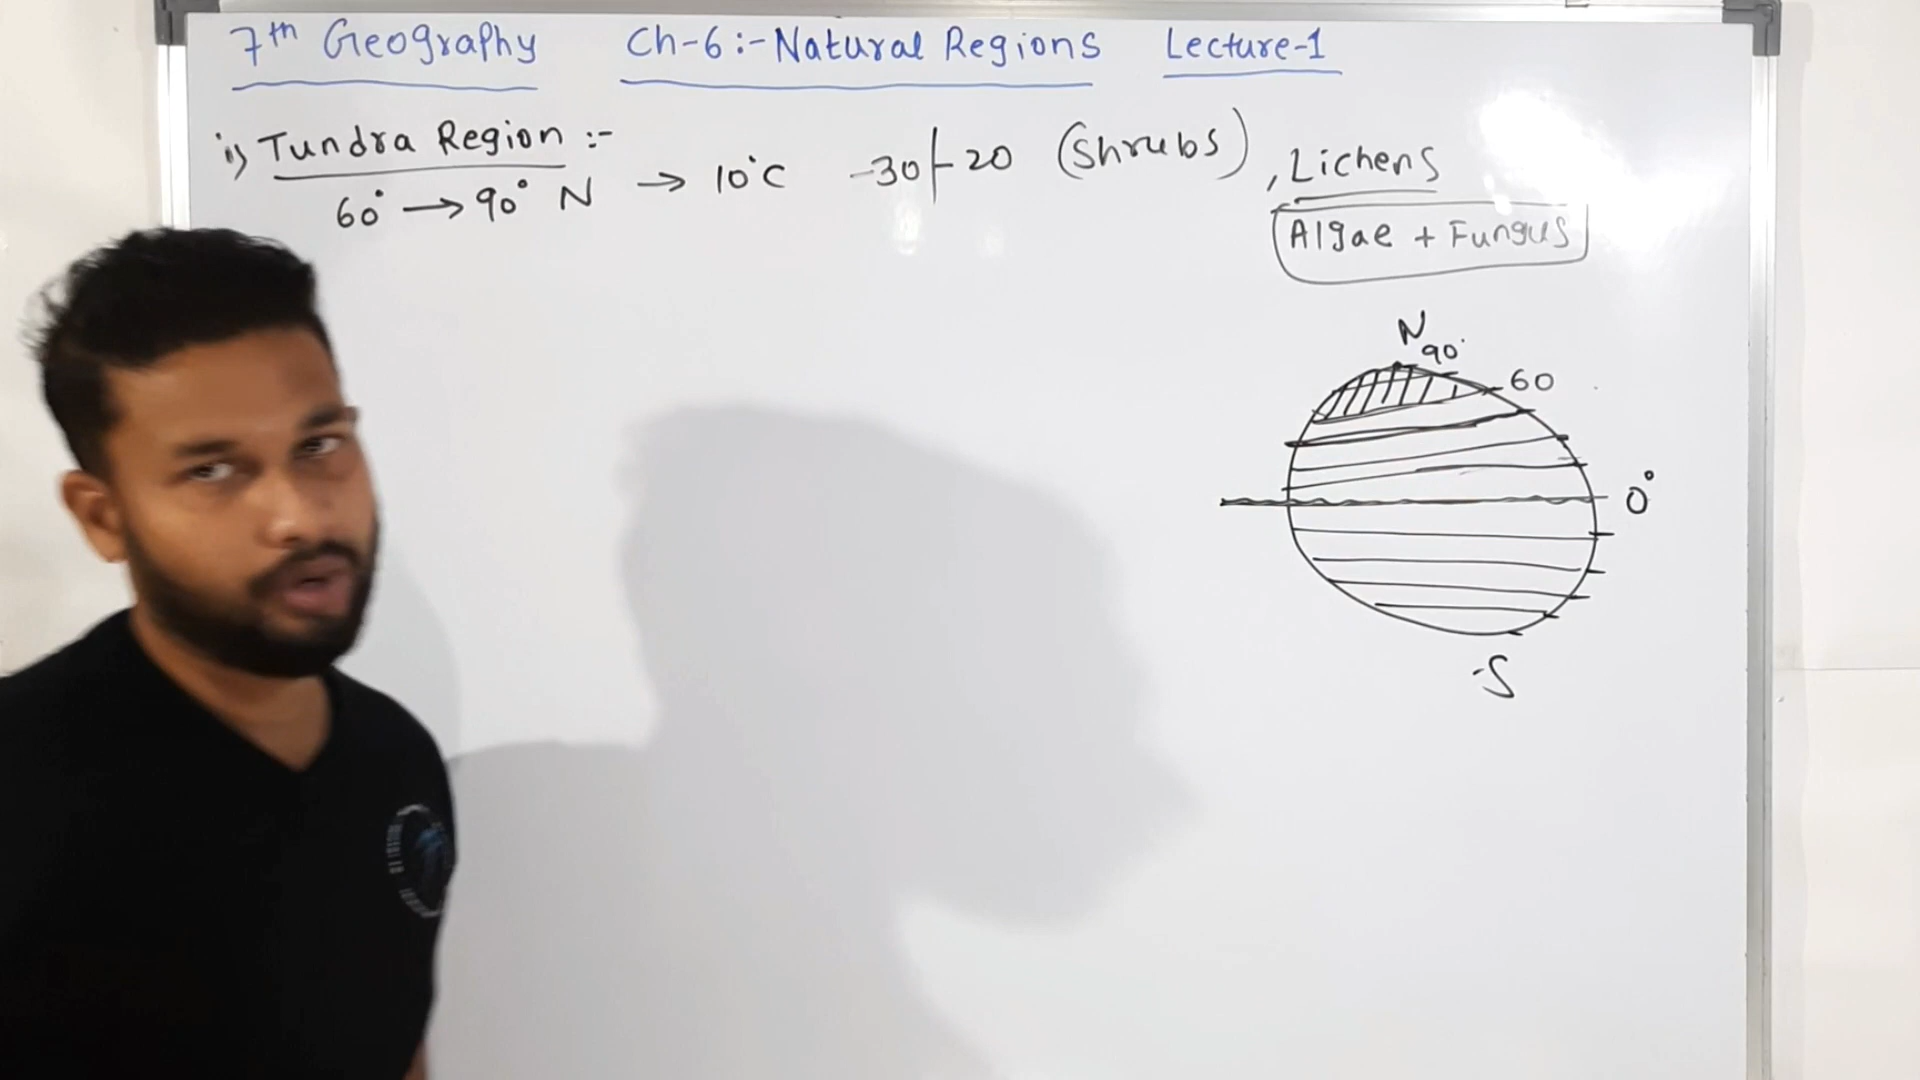 7th Geography Ch-6:-Natural Regions Lecture-1
i) Tundra Region :-
60° → 90° N → 10°C -30/-20 (Shrubs) , Lichens
Algae + Fungus
N
90°
60
0°
S